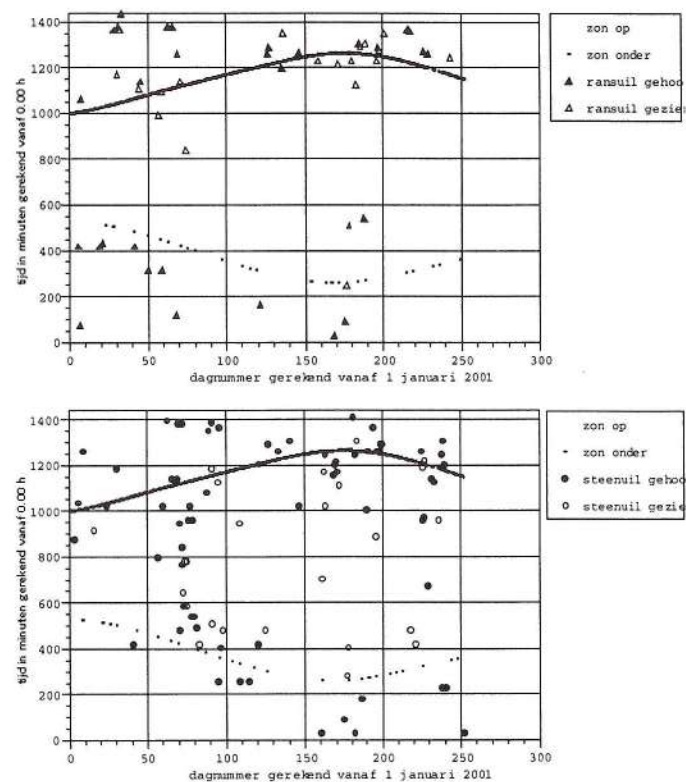 1400
1200
1000
800
600
400
200
0
tijd in minuten gerekend vanaf 0.00 h
0 50 100 150 200 250 300
dagnummer gerekend vanaf 1 januari 2001
zon op
zon onder
ransuil gehoo
ransuil gezien
1400
1200
1000
800
600
400
200
0
tijd in minuten gerekend vanaf 0.00 h
0 50 100 150 200 250 300
dagnummer gerekend vanaf 1 januari 2001
zon op
zon onder
steenuil gehoo
steenuil gezie